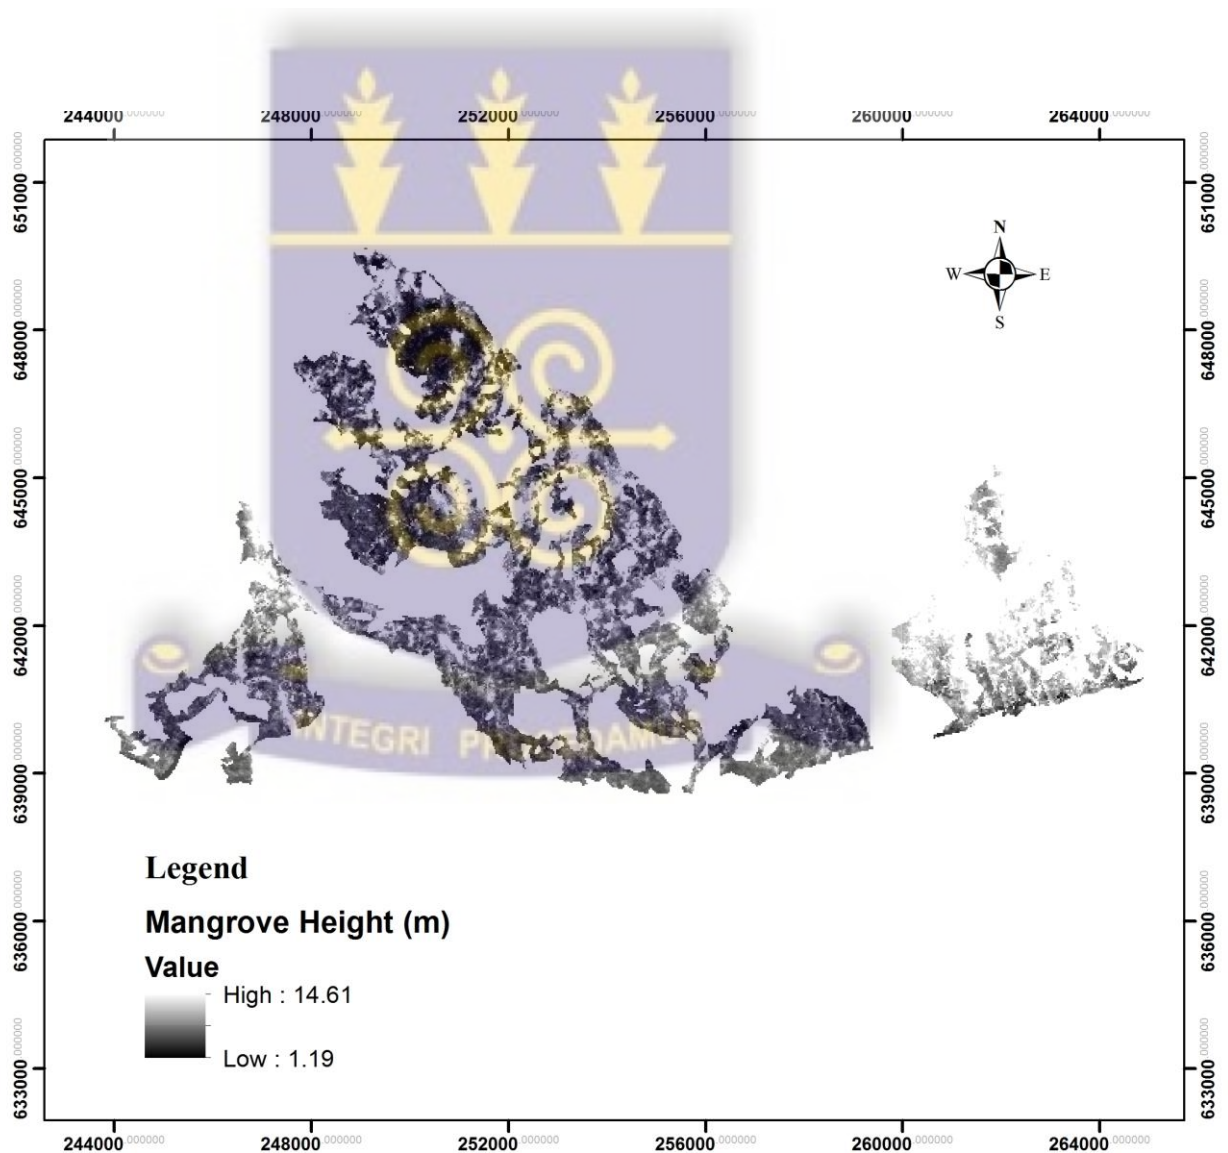 244000.000000 248000.000000 252000.000000 256000.000000 260000.000000 264000.000000
651000.000000 651000.000000
N
W E
S
648000.000000 648000.000000
645000.000000 645000.000000
642000.000000 642000.000000
INTEGRI
639000.000000 639000.000000
Legend
Mangrove Height (m)
636000.000000 636000.000000
Value
High : 14.61
Low : 1.19
633000.000000 633000.000000
244000.000000 248000.000000 252000.000000 256000.000000 260000.000000 264000.000000